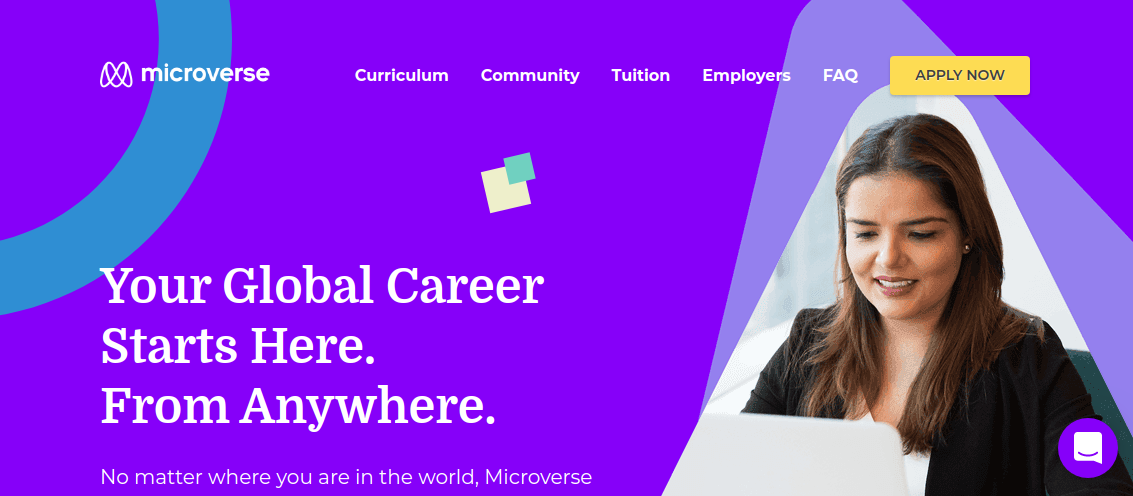 microverse Curriculum Community Tuition Employers FAQ APPLY NOW
Your Global Career
Starts Here.
From Anywhere.
No matter where you are in the world, Microverse